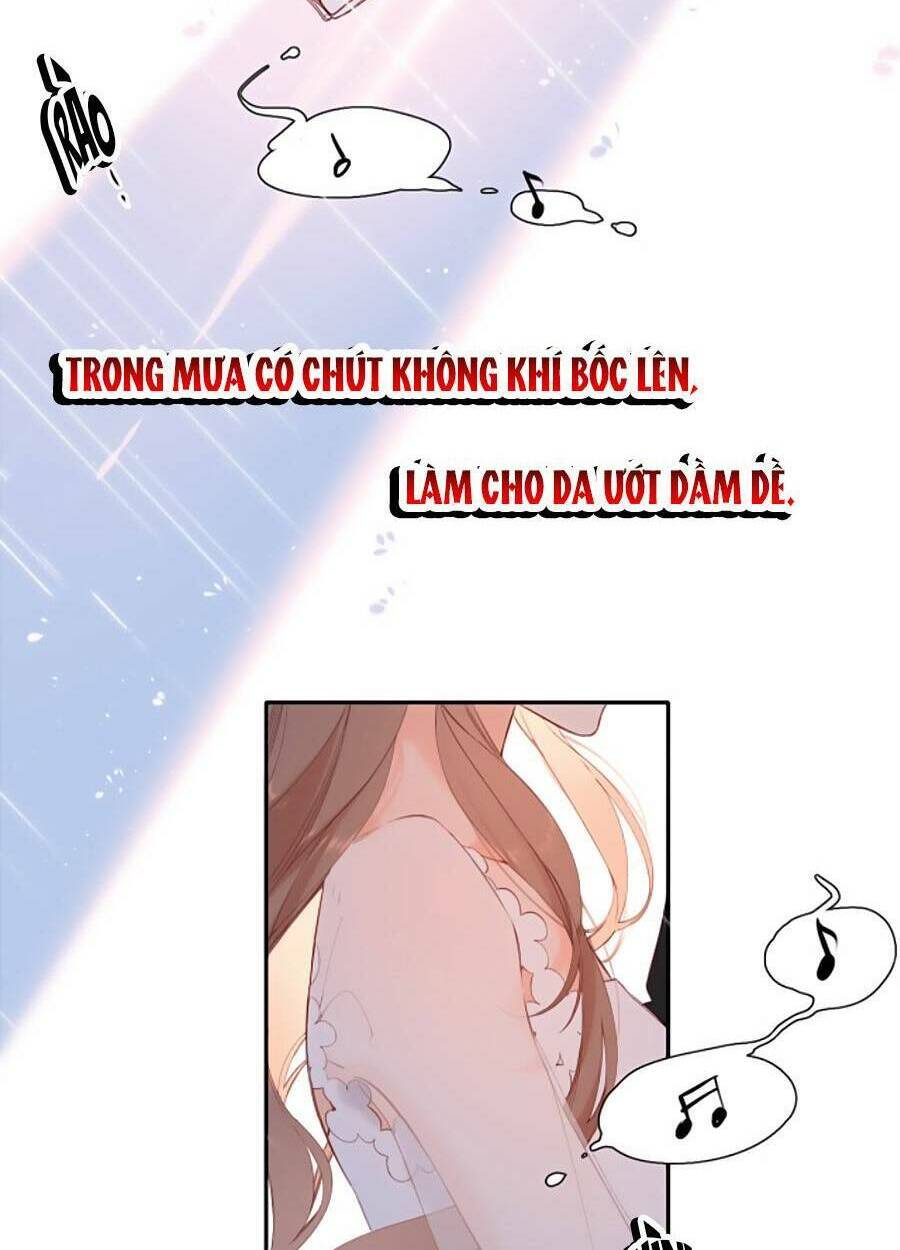 RÀO
TRONG MƯA CÓ CHÚT KHÔNG KHÍ BỐC LÊN,
LÀM CHO DA ƯỚT DẦM DỀ.